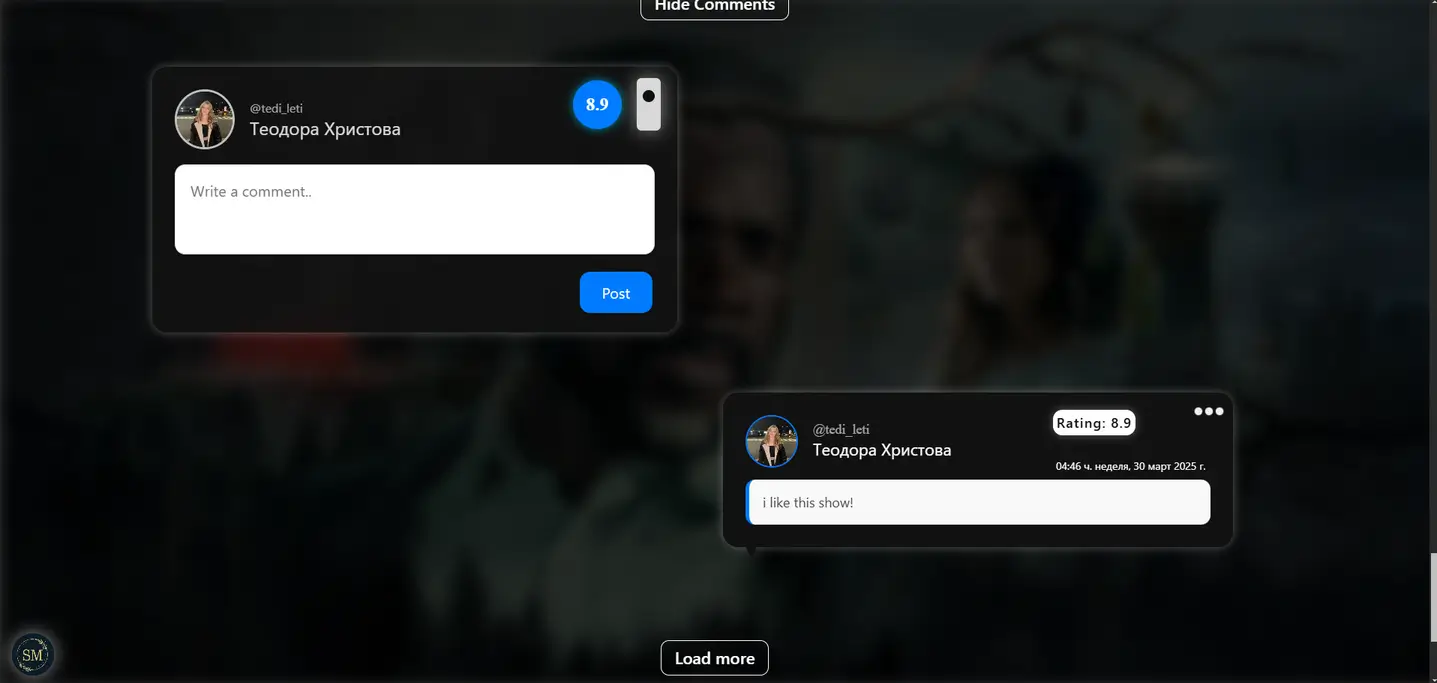 Hide Comments
@tedi_leti
Теодора Христова
8.9
Write a comment..
Post
@tedi_leti
Теодора Христова
Rating: 8.9
04:46 ч. неделя, 30 март 2025 г.
i like this show!
SM
Load more